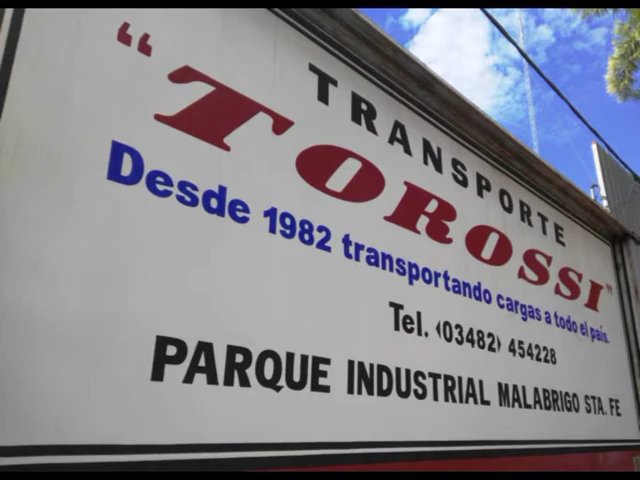 TRANSPORTE
"TOROSSI"
Desde 1982 transportando cargas a todo el país.
Tel. (03482) 454228
PARQUE INDUSTRIAL MALABRIGO STA. FE